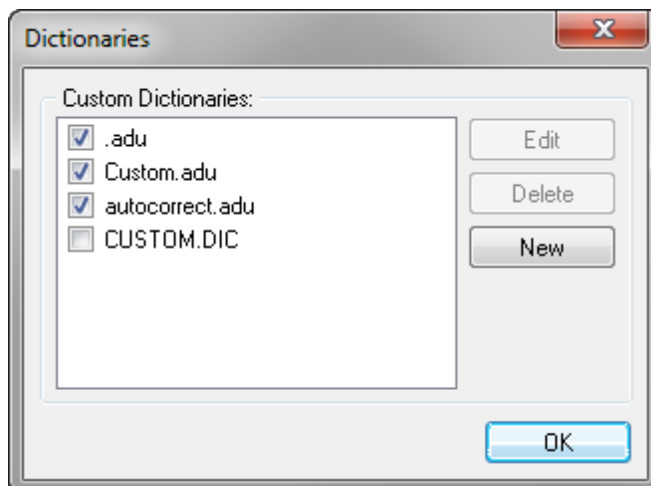 Dictionaries
Custom Dictionaries:
.adu
Custom.adu
autocorrect.adu
CUSTOM.DIC
Edit
Delete
New
OK